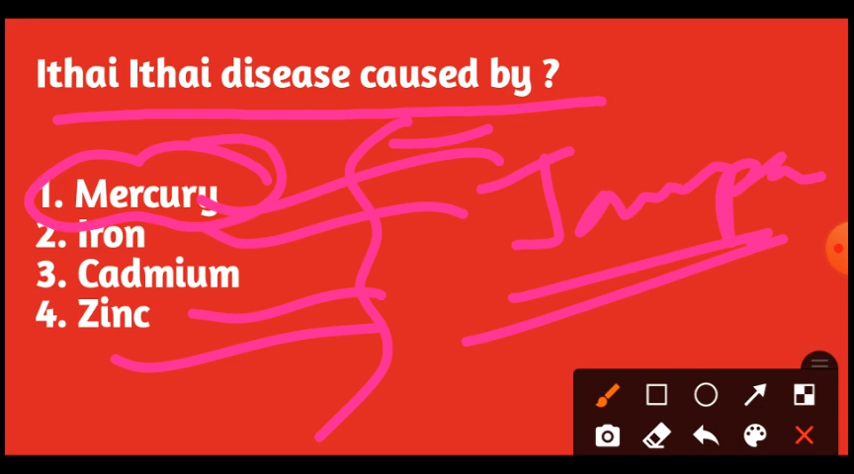 Ithai Ithai disease caused by ?
1. Mercury
2. Iron
3. Cadmium
4. Zinc